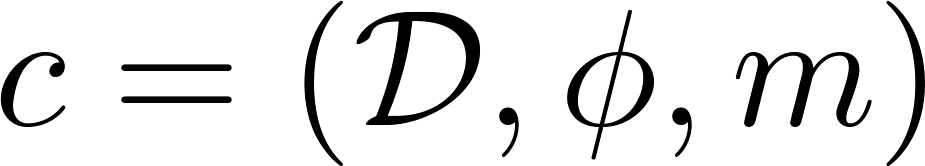 c = (𝒟, ϕ, m)